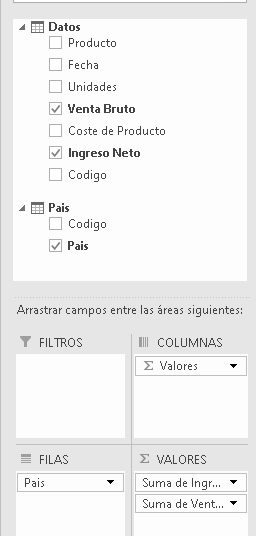 Datos
Producto
Fecha
Unidades
Venta Bruto
Coste de Producto
Ingreso Neto
Codigo
Pais
Codigo
Pais
Arrastrar campos entre las áreas siguientes:
FILTROS
COLUMNAS
Σ Valores
FILAS
Σ VALORES
Pais
Suma de Ingr...
Suma de Vent...